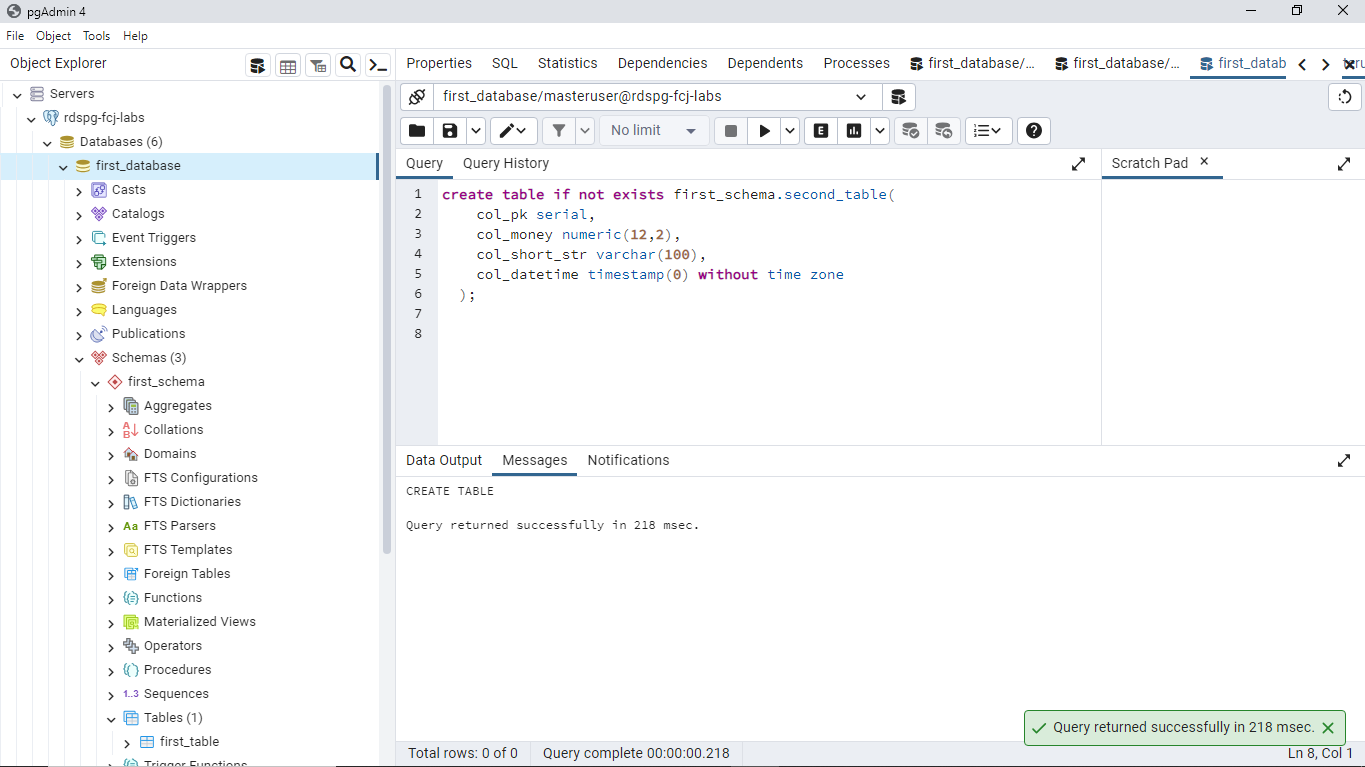 pgAdmin 4
File Object Tools Help
Object Explorer
Servers
rdspg-fcj-labs
Databases (6)
first_database
Casts
Catalogs
Event Triggers
Extensions
Foreign Data Wrappers
Languages
Publications
Schemas (3)
first_schema
Aggregates
Collations
Domains
FTS Configurations
FTS Dictionaries
Aa FTS Parsers
FTS Templates
Foreign Tables
Functions
Materialized Views
Operators
Procedures
1..3 Sequences
Tables (1)
first_table
Trigger Functions
Properties SQL Statistics Dependencies Dependents Processes first_database/... first_database/... first_datab
first_database/masteruser@rdspg-fcj-labs
No limit E
Query Query History
1 create table if not exists first_schema.second_table(
2 col_pk serial,
3 col_money numeric(12,2),
4 col_short_str varchar(100),
5 col_datetime timestamp(0) without time zone
6 );
7
8
Scratch Pad
Data Output Messages Notifications
CREATE TABLE
Query returned successfully in 218 msec.
Query returned successfully in 218 msec.
Total rows: 0 of 0 Query complete 00:00:00.218 Ln 8, Col 1